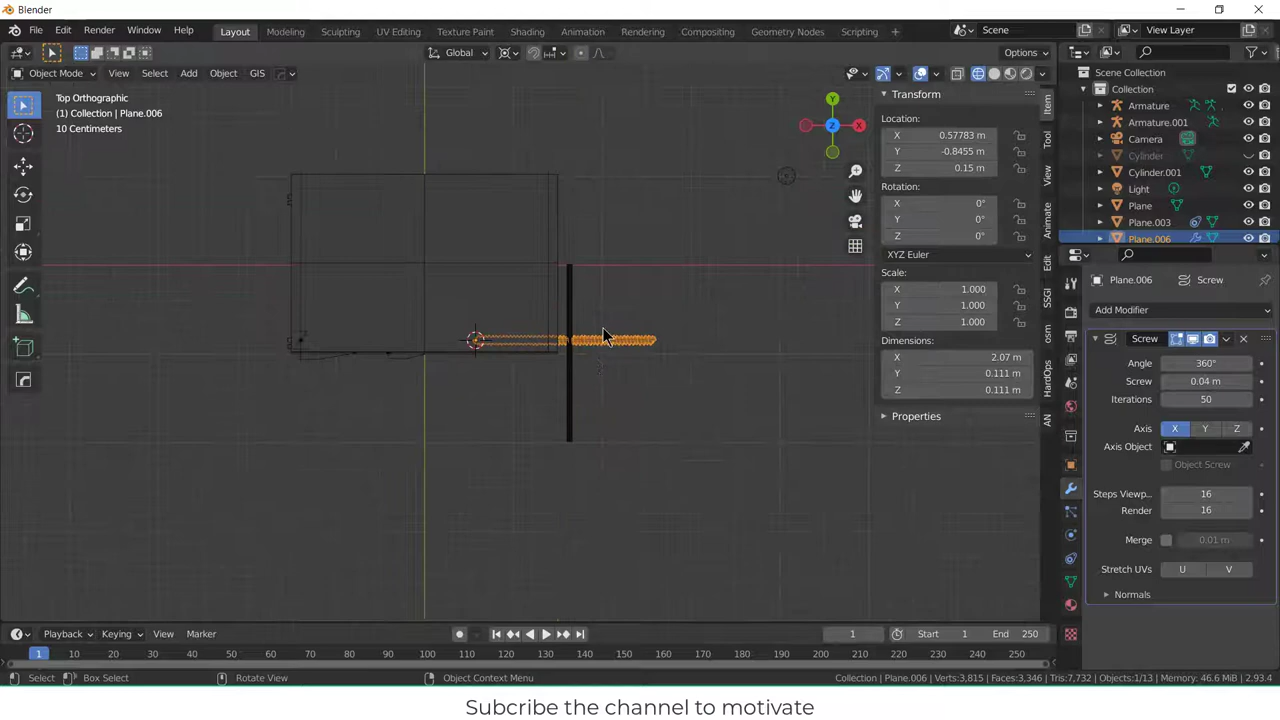 Blender
File Edit Render Window Help
Layout Modeling Sculpting UV Editing Texture Paint Shading Animation Rendering Compositing Geometry Nodes Scripting +
Scene
View Layer
Global
Options
Object Mode View Select Add Object GIS
Top Orthographic
(1) Collection | Plane.006
10 Centimeters
Y
X
Z
Transform
Location:
X 0.57783 m
Y -0.8455 m
Z 0.15 m
Rotation:
X 0°
Y 0°
Z 0°
XYZ Euler
Scale:
X 1.000
Y 1.000
Z 1.000
Dimensions:
X 2.07 m
Y 0.111 m
Z 0.111 m
Properties
Item
Tool
View
Animate
Edit
SSGI
osm
HardOps
AN
Scene Collection
Collection
Armature
Armature.001
Camera
Cylinder
Cylinder.001
Light
Plane
Plane.003
Plane.006
Plane.006 Screw
Add Modifier
Screw
Angle 360°
Screw 0.04 m
Iterations 50
Axis X Y Z
Axis Object
Object Screw
Steps Viewp... 16
Render 16
Merge 0.01 m
Stretch UVs U V
Normals
Playback Keying View Marker
1 Start 1 End 250
1 10 20 30 40 50 60 70 80 90 100 110 120 130 140 150 160 170 180 190 200 210 220 230 240 250
Select Box Select Rotate View Object Context Menu
Collection | Plane.006 | Verts:3,815 | Faces:3,346 | Tris:7,732 | Objects:1/13 | Memory: 46.6 MiB | 2.93.4
Subcribe the channel to motivate